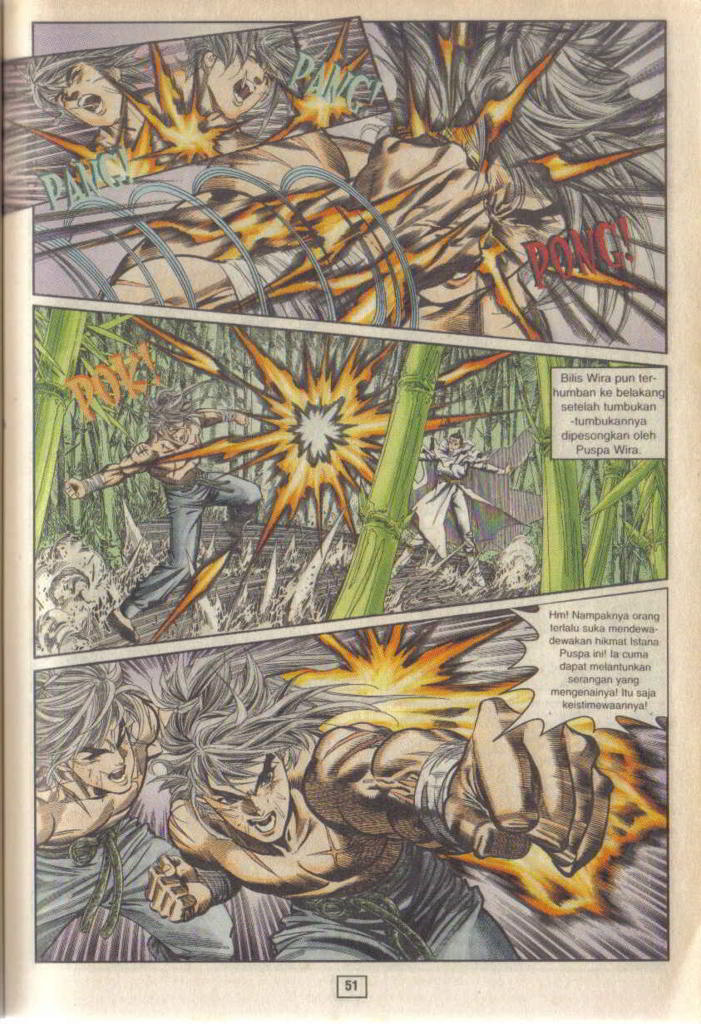 PANG!
PANG!
PONG!
POK!
Bilis Wira pun ter-
humban ke belakang
setelah tumbukan
-tumbukannya
dipesongkan oleh
Puspa Wira.
Hm! Nampaknya orang
terlalu suka mendewa-
dewakan hikmat Istana
Puspa ini! Ia cuma
dapat melantunkan
serangan yang
mengenainya! Itu saja
keistimewaannya!
51